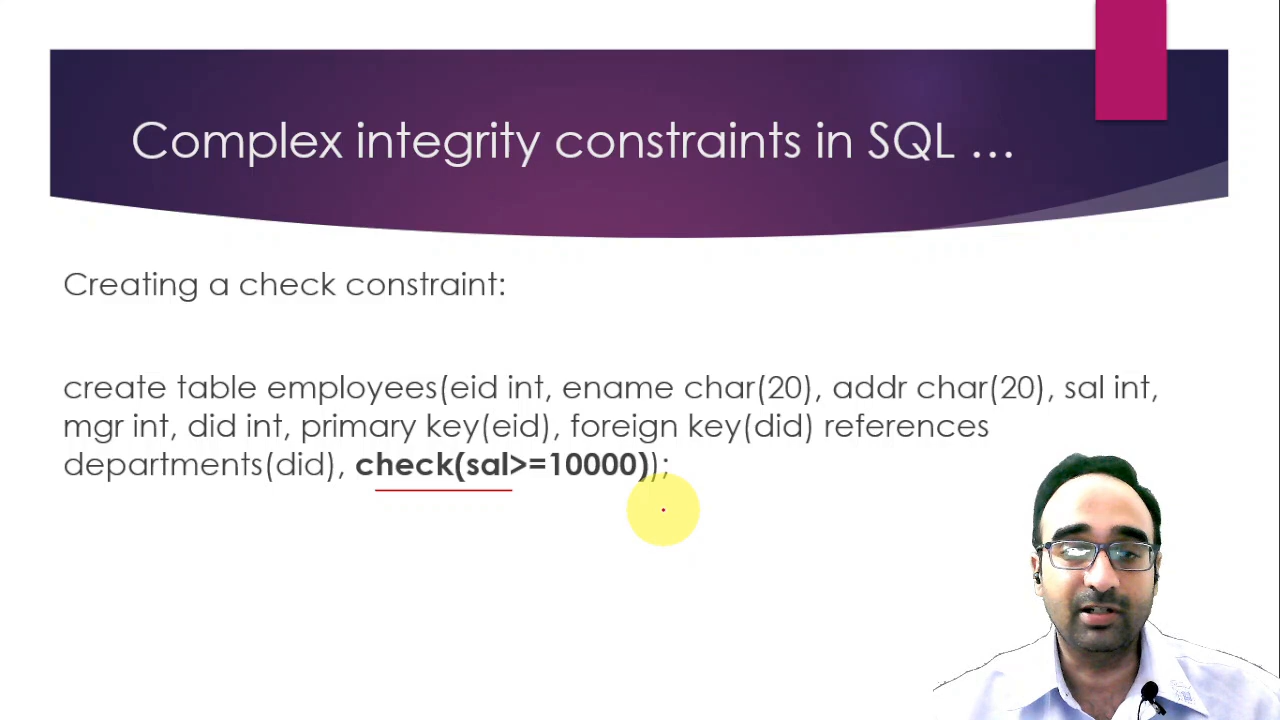 Complex integrity constraints in SQL …
Creating a check constraint:
create table employees(eid int, ename char(20), addr char(20), sal int,
mgr int, did int, primary key(eid), foreign key(did) references
departments(did), check(sal>=10000));